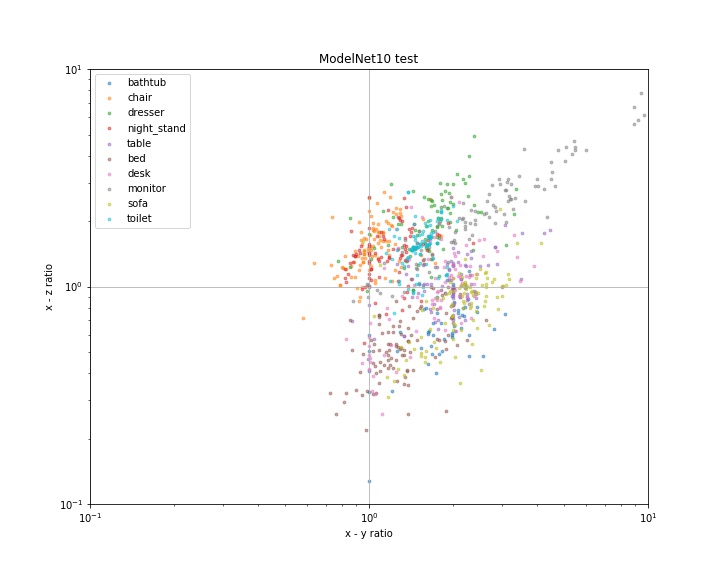 ModelNet10 test
10¹
10⁰
10⁻¹
x - z ratio
bathtub
chair
dresser
night_stand
table
bed
desk
monitor
sofa
toilet
10⁻¹
10⁰
10¹
x - y ratio